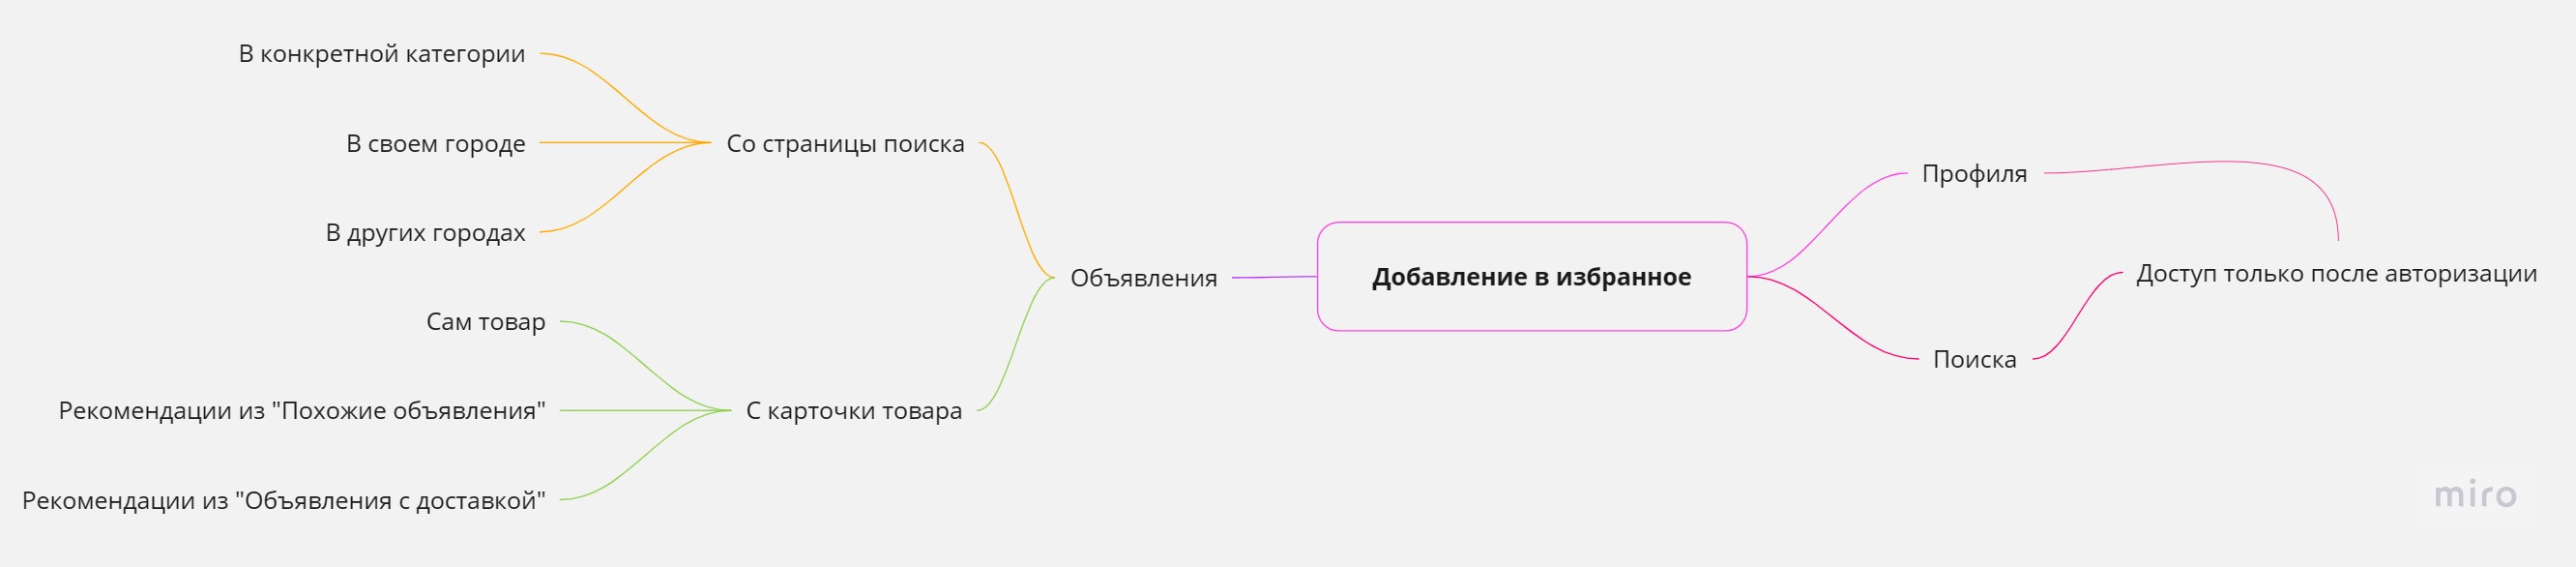 В конкретной категории
В своем городе
В других городах
Со страницы поиска
Сам товар
Рекомендации из "Похожие объявления"
Рекомендации из "Объявления с доставкой"
С карточки товара
Объявления
Добавление в избранное
Профиля
Поиска
Доступ только после авторизации
miro